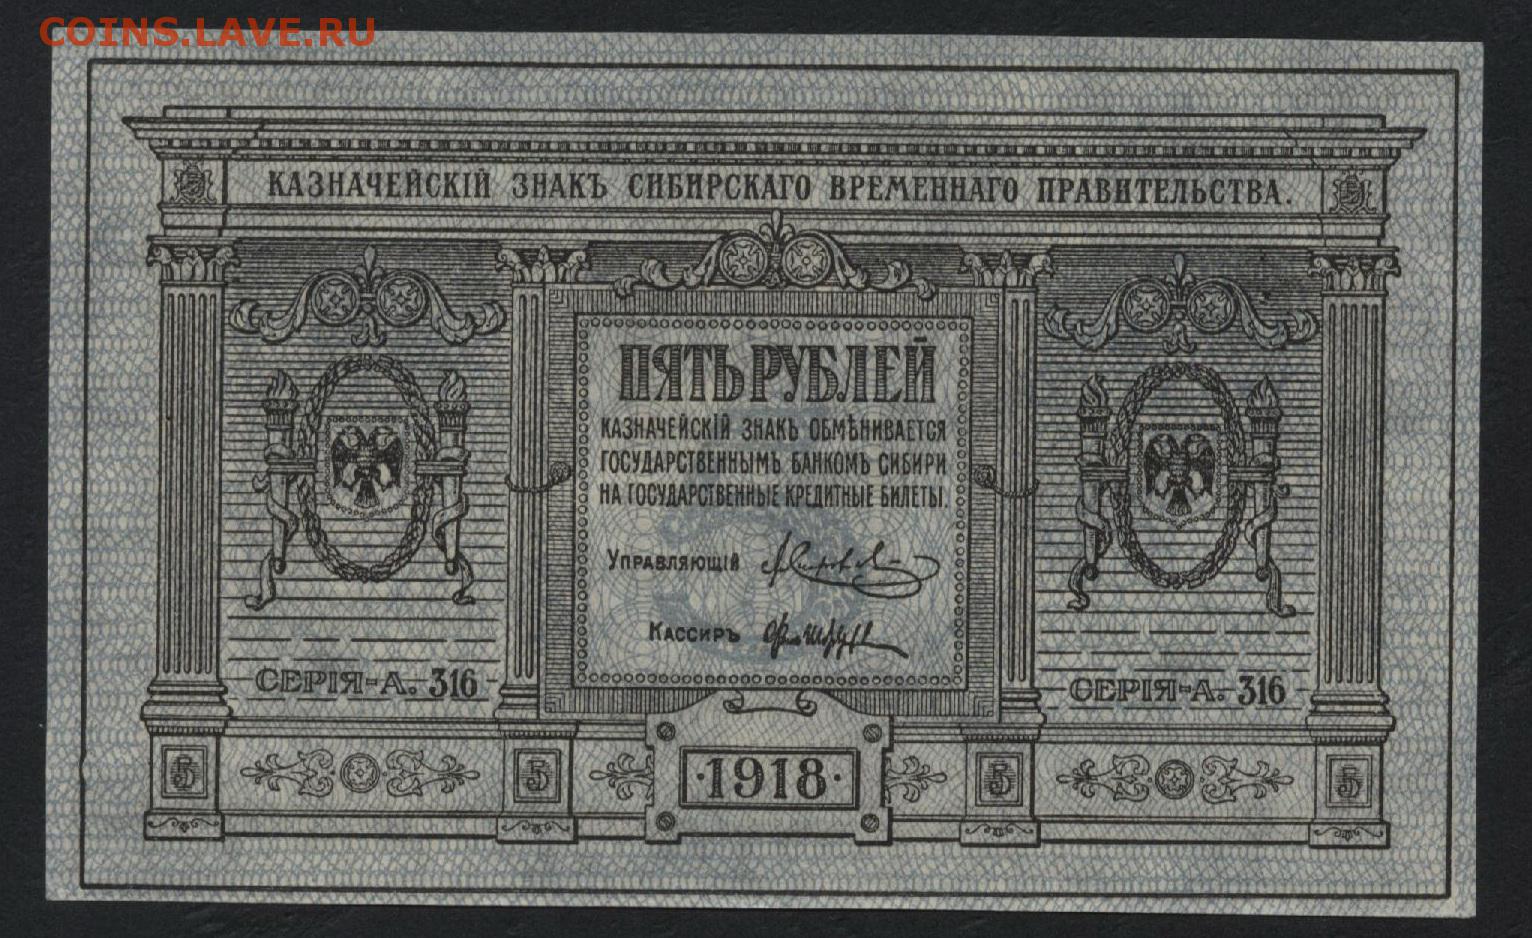 COINS.LAVE.RU
КАЗНАЧЕЙСКІЙ ЗНАКЪ СИБИРСКАГО ВРЕМЕННАГО ПРАВИТЕЛЬСТВА.
ПЯТЬ РУБЛЕЙ
КАЗНАЧЕЙСКІЙ ЗНАКЪ ОБМѢНИВАЕТСЯ
ГОСУДАРСТВЕННЫМЪ БАНКОМЪ СИБИРИ
НА ГОСУДАРСТВЕННЫЕ КРЕДИТНЫЕ БИЛЕТЫ.
УПРАВЛЯЮЩІЙ
КАССИРЪ
СЕРІЯ-А. 316
СЕРІЯ-А. 316
5
5
·1918·
5
5